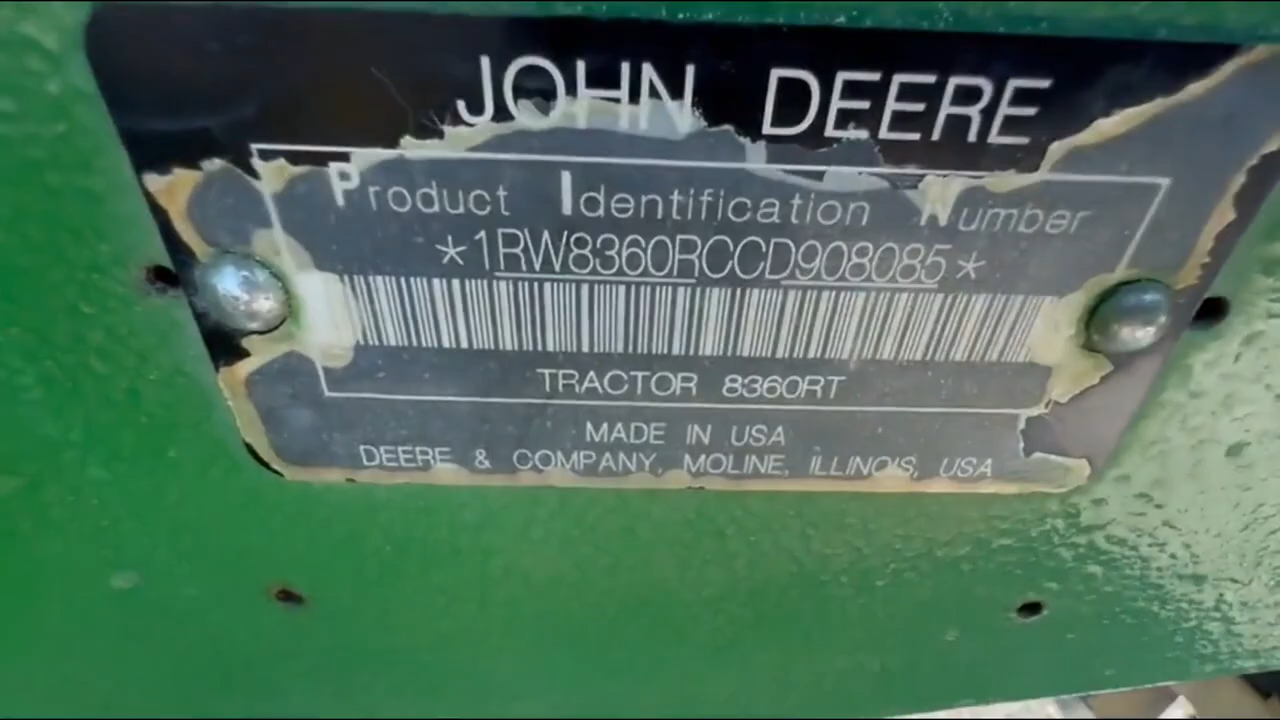 JOHN DEERE
Product Identification Number
*1RW8360RCCD908085*
TRACTOR 8360RT
MADE IN USA
DEERE & COMPANY, MOLINE, ILLINOIS, USA